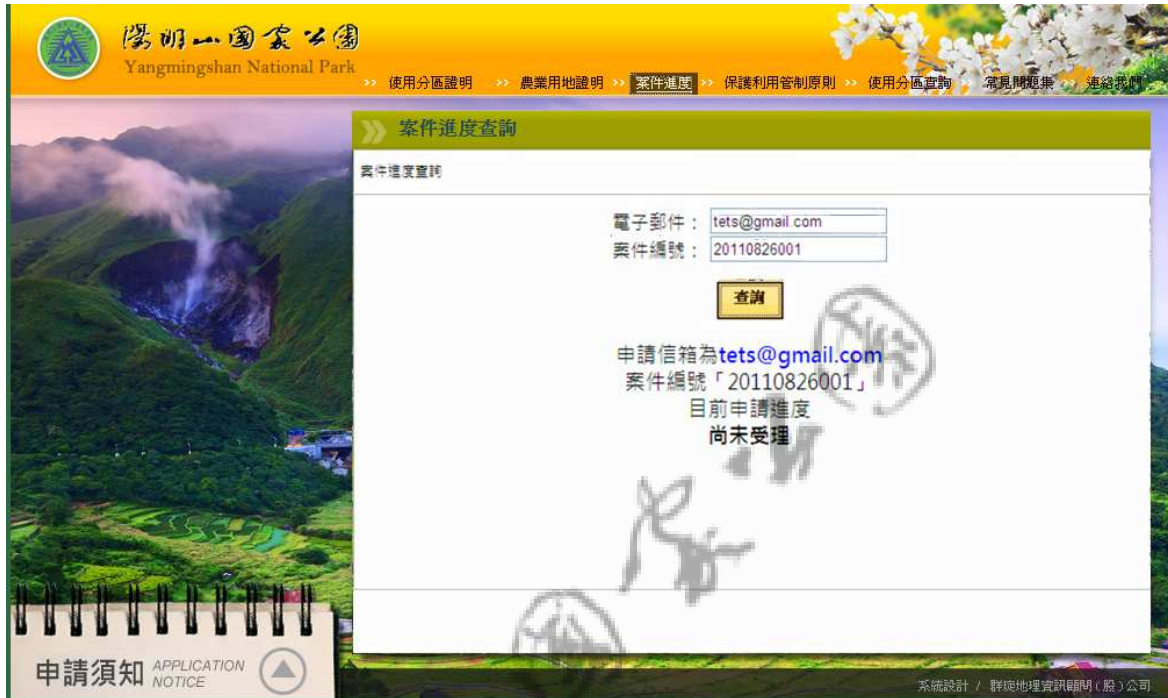 陽明山國家公園
Yangmingshan National Park
>> 使用分區證明 >> 農業用地證明 >> 案件進度 >> 保護利用管制原則 >> 使用分區查詢 >> 常見問題集 >> 連絡我們
案件進度查詢
案件進度查詢
電子郵件： tets@gmail.com
案件編號： 20110826001
查詢
申請信箱為tets@gmail.com
案件編號「20110826001」
目前申請進度
尚未受理
申請須知 APPLICATION NOTICE
系統設計 / 群琁地理資訊顧問(股)公司